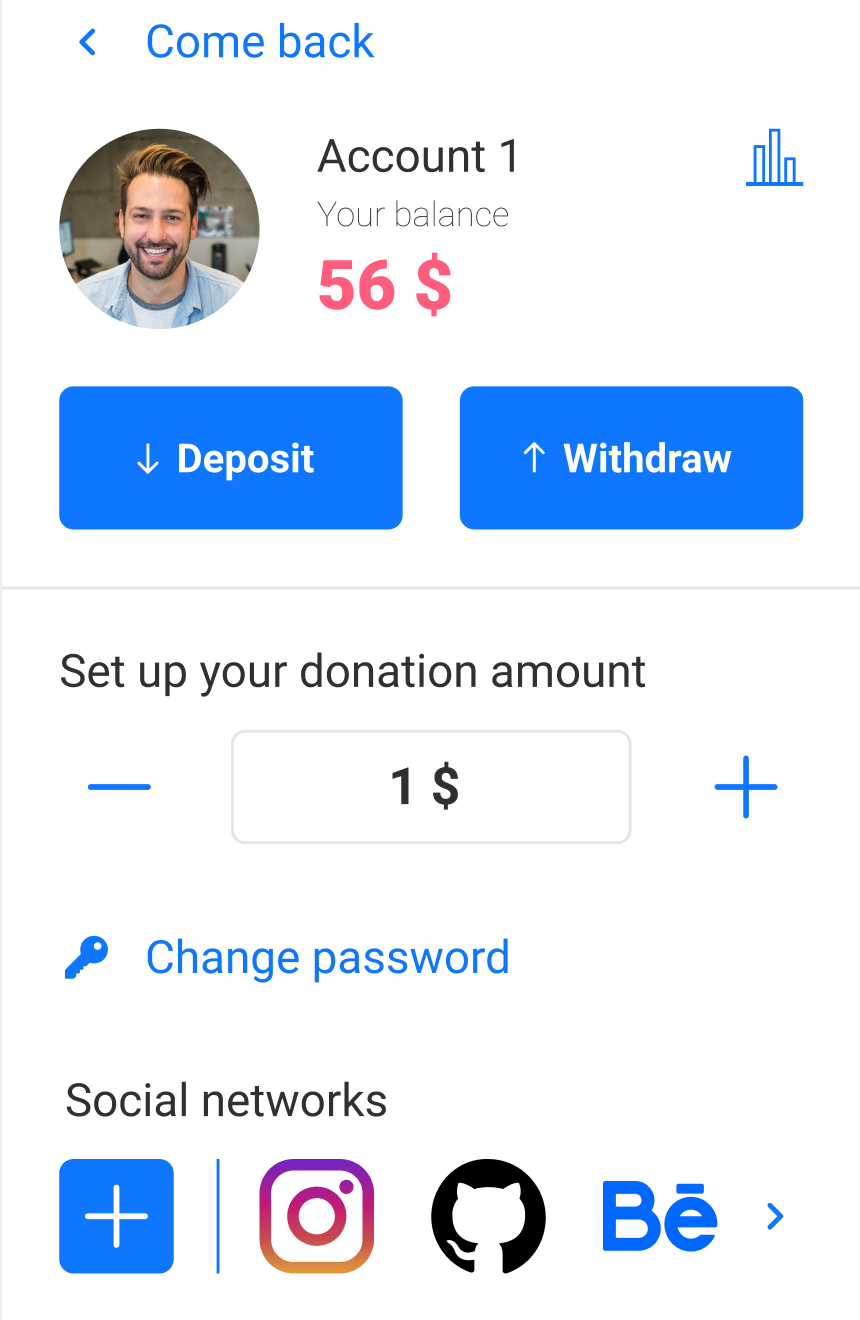 Come back
Account 1
Your balance
56 $
↓ Deposit
↑ Withdraw
Set up your donation amount
1 $
Change password
Social networks
Bē